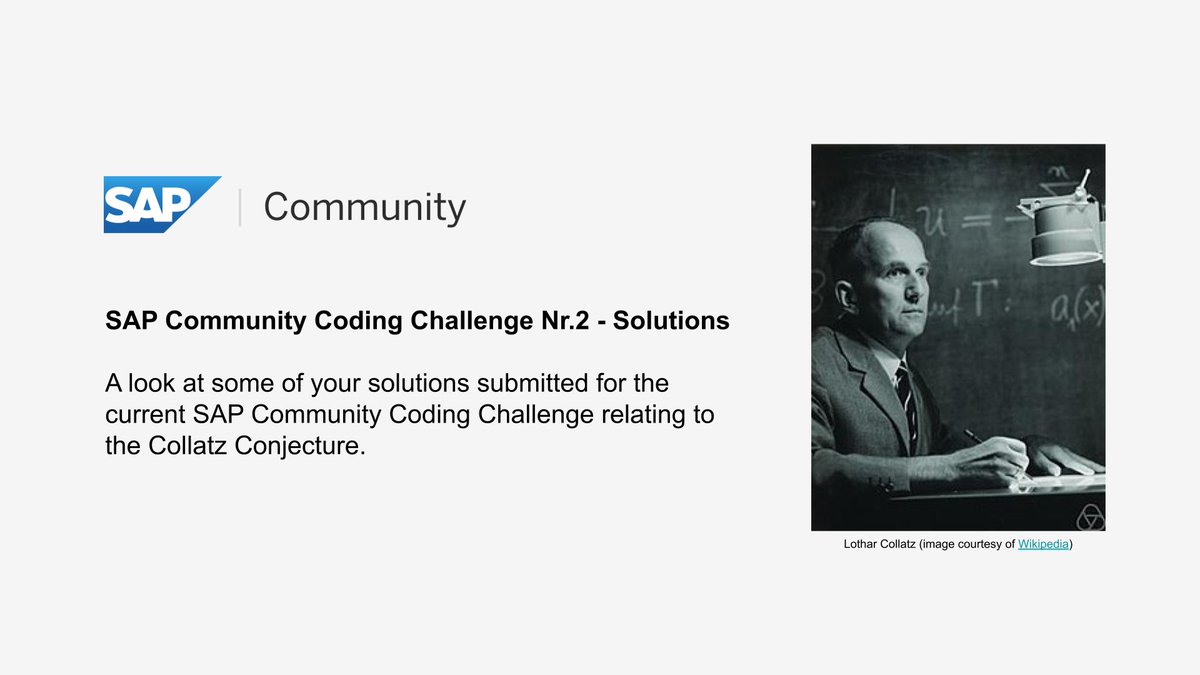 SAP
Community
SAP Community Coding Challenge Nr.2 - Solutions
A look at some of your solutions submitted for the
current SAP Community Coding Challenge relating to
the Collatz Conjecture.
u = -
T: a₁(x)
Lothar Collatz (image courtesy of Wikipedia)